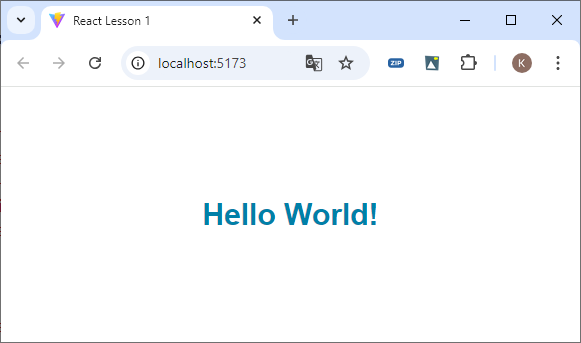 React Lesson 1
localhost:5173
ZIP
K
Hello World!